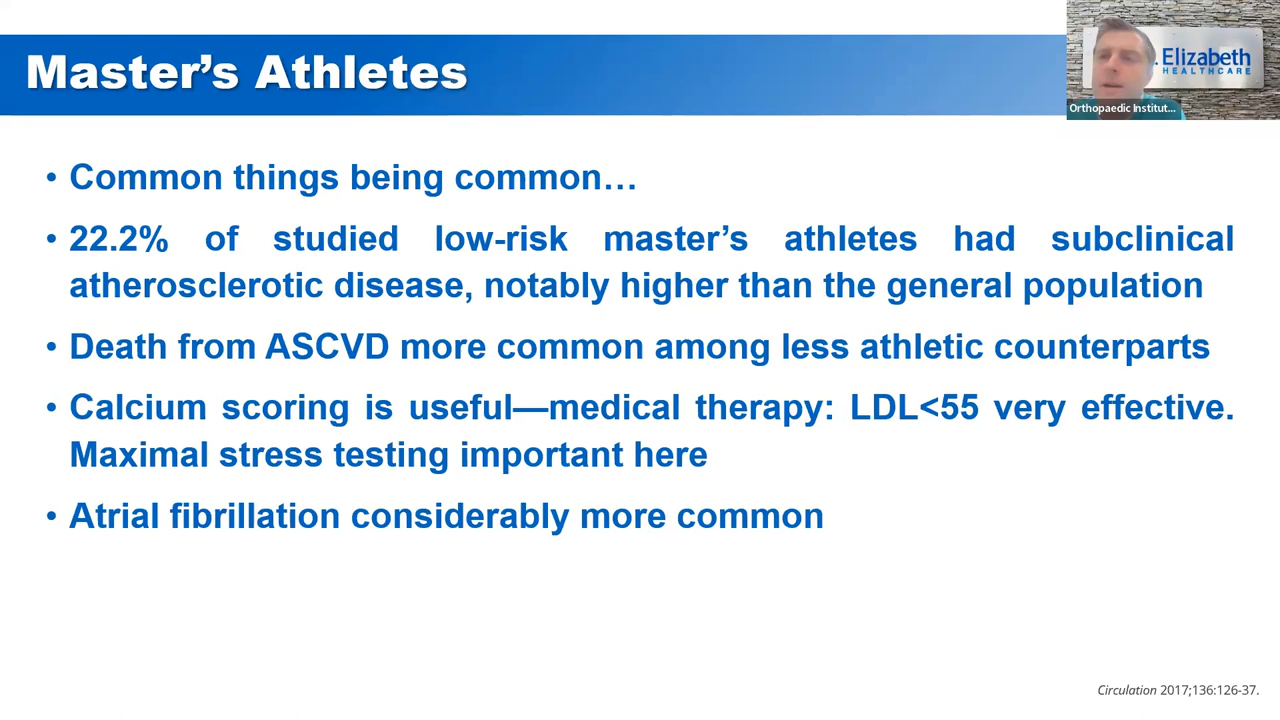 Master's Athletes
. Elizabeth
HEALTHCARE
Orthopaedic Institut...
• Common things being common…
• 22.2% of studied low-risk master's athletes had subclinical
atherosclerotic disease, notably higher than the general population
• Death from ASCVD more common among less athletic counterparts
• Calcium scoring is useful—medical therapy: LDL<55 very effective.
Maximal stress testing important here
• Atrial fibrillation considerably more common
Circulation 2017;136:126-37.